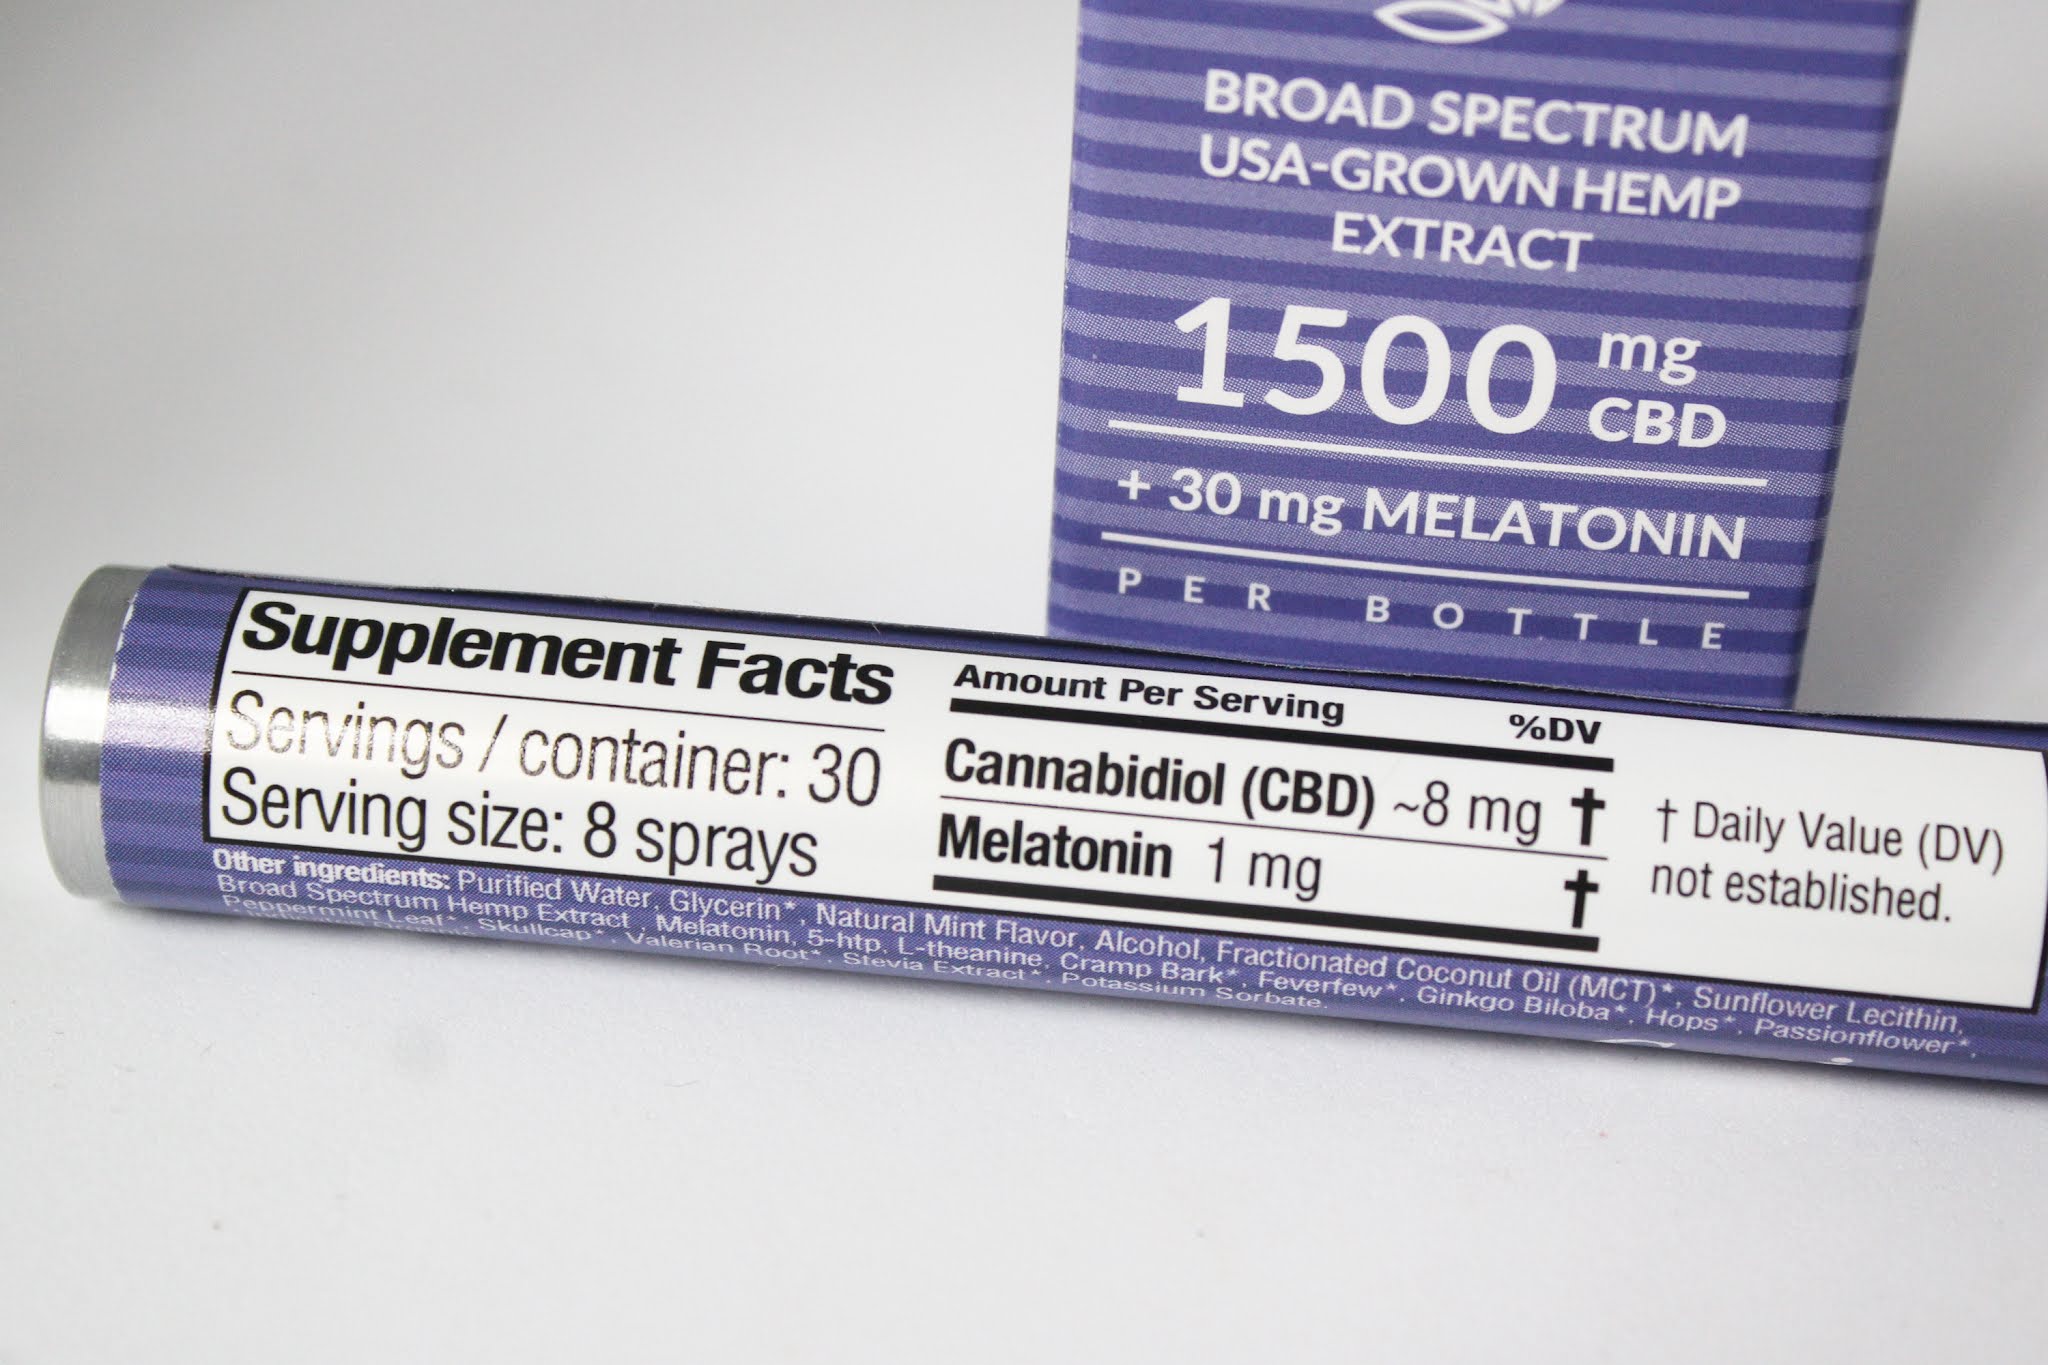 BROAD SPECTRUM
USA-GROWN HEMP
EXTRACT
1500 mg
CBD
+ 30 mg MELATONIN
PER BOTTLE
Supplement Facts
Servings / container: 30
Serving size: 8 sprays
Amount Per Serving %DV
Cannabidiol (CBD) ~8 mg †
Melatonin 1 mg †
† Daily Value (DV)
not established.
Other ingredients: Purified Water, Glycerin*, Natural Mint Flavor, Alcohol, Fractionated Coconut Oil (MCT)*, Sunflower Lecithin,
Broad Spectrum Hemp Extract, Melatonin, 5-htp, L-theanine, Cramp Bark*, Feverfew*, Ginkgo Biloba*, Hops*, Passionflower*,
Peppermint Leaf*, Skullcap*, Valerian Root*, Stevia Extract*, Potassium Sorbate.